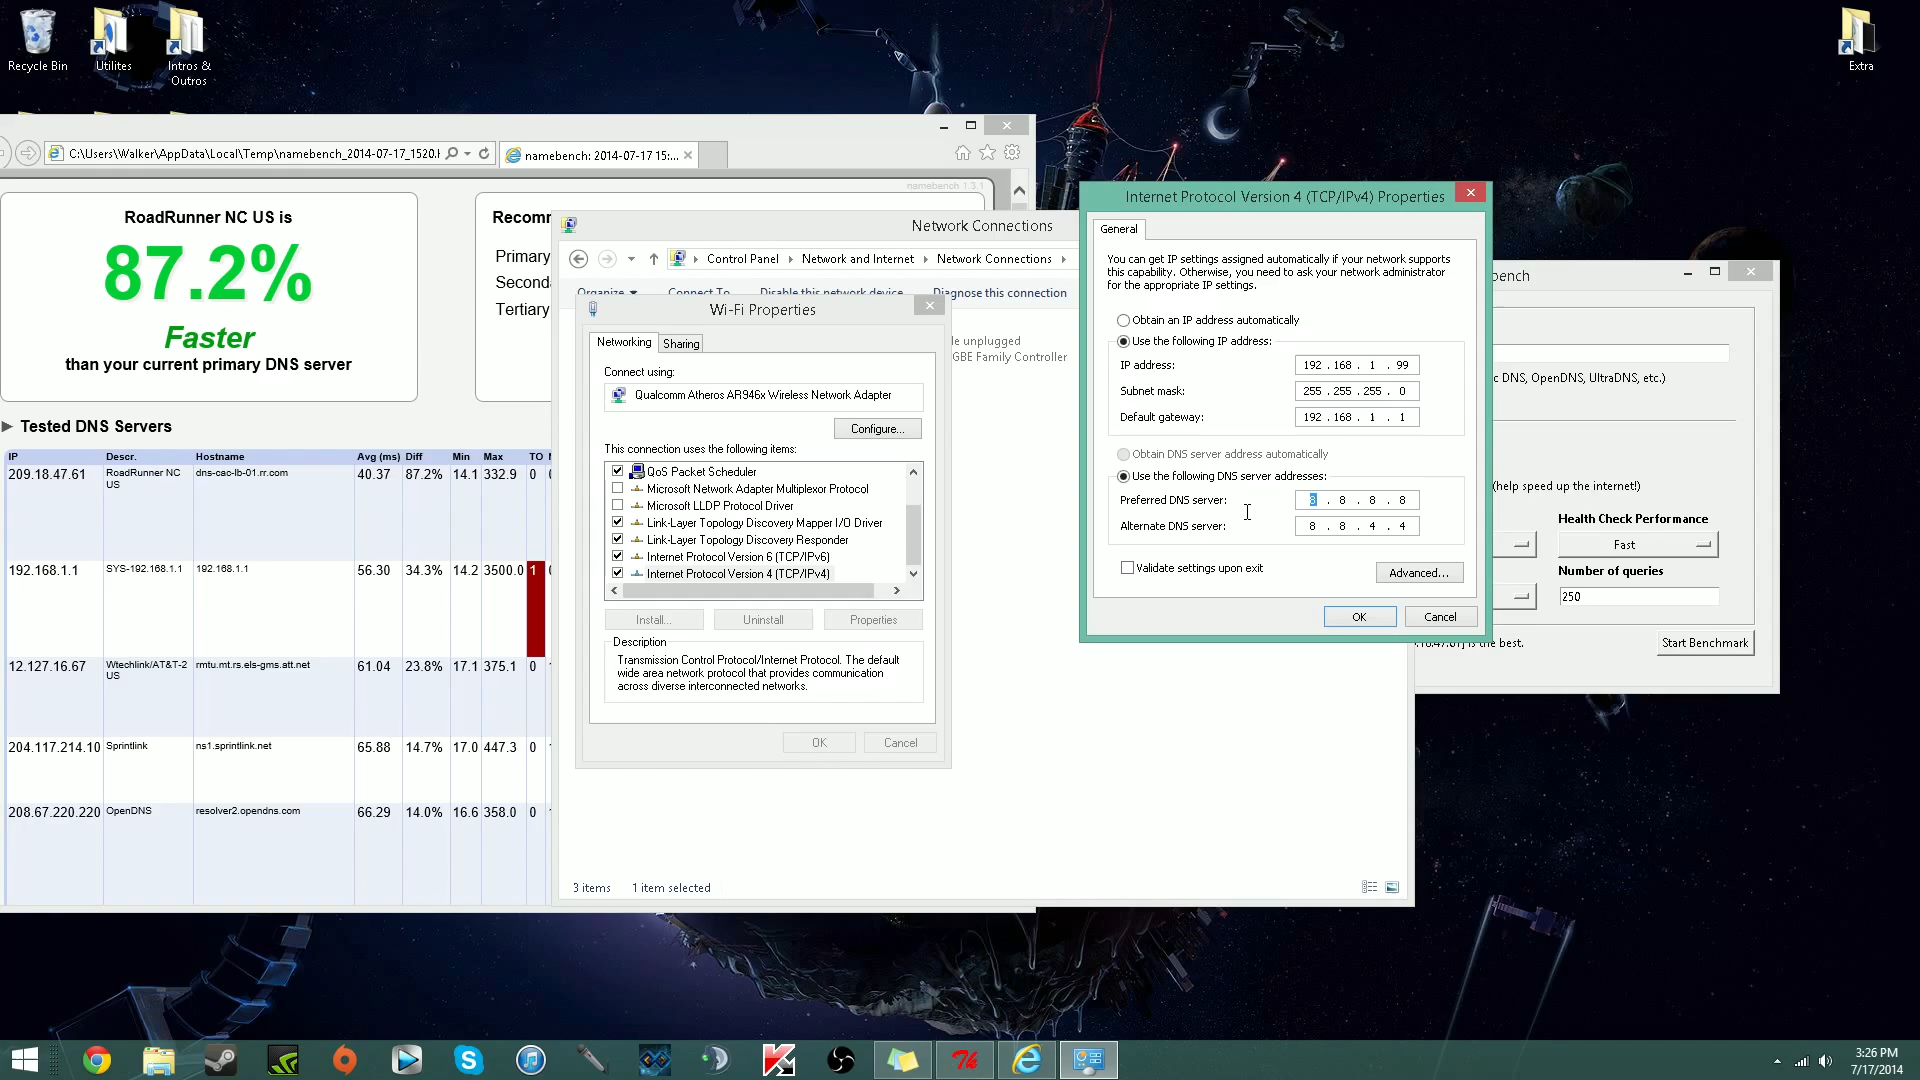 Recycle Bin
Utilites
Intros &
Outros
Extra
C:\Users\Walker\AppData\Local\Temp\namebench_2014-07-17_1520.
namebench: 2014-07-17 15:...
namebench 1.3.1
RoadRunner NC US is
87.2%
Faster
than your current primary DNS server
Recomm
Primary
Seconda
Tertiary
Tested DNS Servers
IP Descr. Hostname Avg (ms) Diff Min Max TO
209.18.47.61 RoadRunner NC US dns-cac-lb-01.rr.com 40.37 87.2% 14.1 332.9 0
192.168.1.1 SYS-192.168.1.1 192.168.1.1 56.30 34.3% 14.2 3500.0 1
12.127.16.67 Wtechlink/AT&T-2 US rmtu.mt.rs.els-gms.att.net 61.04 23.8% 17.1 375.1 0
204.117.214.10 Sprintlink ns1.sprintlink.net 65.88 14.7% 17.0 447.3 0
208.67.220.220 OpenDNS resolver2.opendns.com 66.29 14.0% 16.6 358.0 0
Network Connections
Control Panel Network and Internet Network Connections
Organize Connect To Disable this network device Diagnose this connection
le unplugged
GBE Family Controller
3 items 1 item selected
Wi-Fi Properties
Networking Sharing
Connect using:
Qualcomm Atheros AR946x Wireless Network Adapter
Configure...
This connection uses the following items:
QoS Packet Scheduler
Microsoft Network Adapter Multiplexor Protocol
Microsoft LLDP Protocol Driver
Link-Layer Topology Discovery Mapper I/O Driver
Link-Layer Topology Discovery Responder
Internet Protocol Version 6 (TCP/IPv6)
Internet Protocol Version 4 (TCP/IPv4)
Install... Uninstall Properties
Description
Transmission Control Protocol/Internet Protocol. The default
wide area network protocol that provides communication
across diverse interconnected networks.
OK Cancel
Internet Protocol Version 4 (TCP/IPv4) Properties
General
You can get IP settings assigned automatically if your network supports
this capability. Otherwise, you need to ask your network administrator
for the appropriate IP settings.
Obtain an IP address automatically
Use the following IP address:
IP address: 192 . 168 . 1 . 99
Subnet mask: 255 . 255 . 255 . 0
Default gateway: 192 . 168 . 1 . 1
Obtain DNS server address automatically
Use the following DNS server addresses:
Preferred DNS server: 8 . 8 . 8 . 8
Alternate DNS server: 8 . 8 . 4 . 4
Validate settings upon exit
Advanced...
OK Cancel
bench
c DNS, OpenDNS, UltraDNS, etc.)
(help speed up the internet!)
Health Check Performance
Fast
Number of queries
250
is the best.
Start Benchmark
3:26 PM
7/17/2014